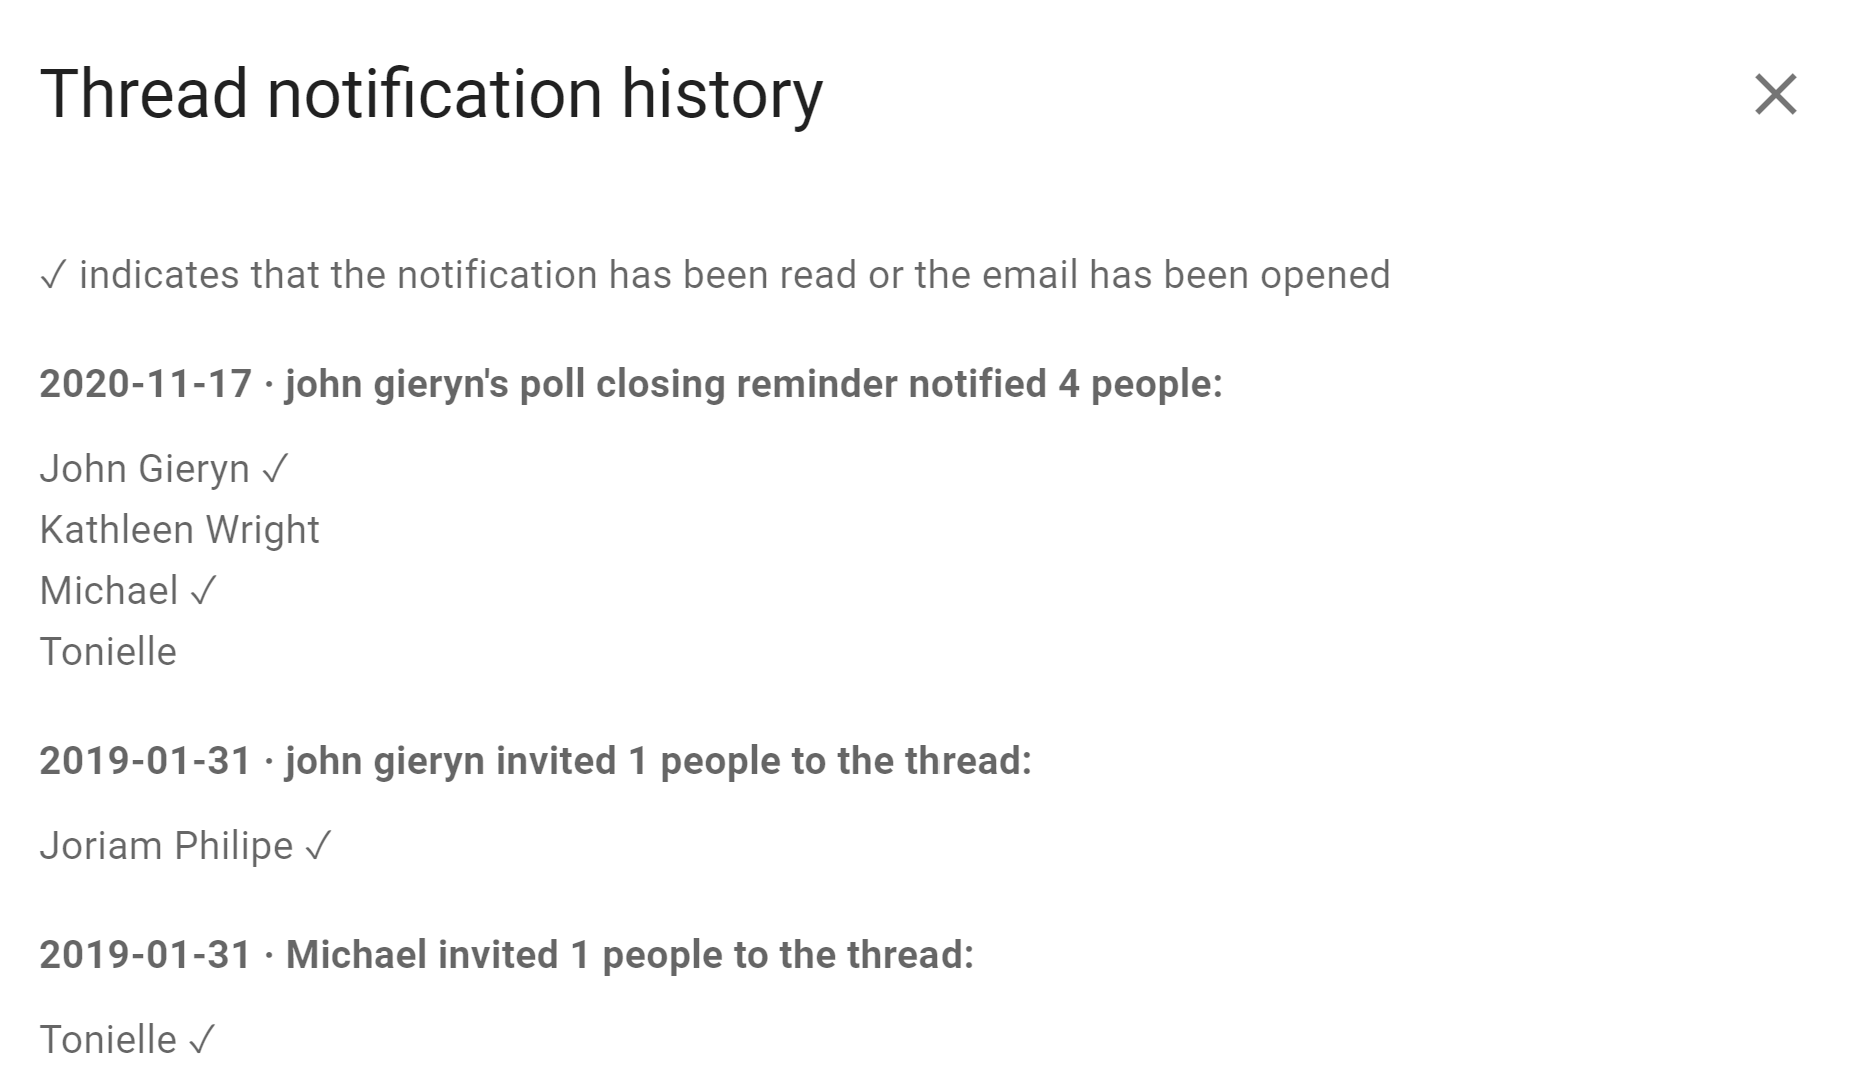 Thread notification history
✓ indicates that the notification has been read or the email has been opened
2020-11-17 · john gieryn's poll closing reminder notified 4 people:
John Gieryn ✓
Kathleen Wright
Michael ✓
Tonielle
2019-01-31 · john gieryn invited 1 people to the thread:
Joriam Philipe ✓
2019-01-31 · Michael invited 1 people to the thread:
Tonielle ✓